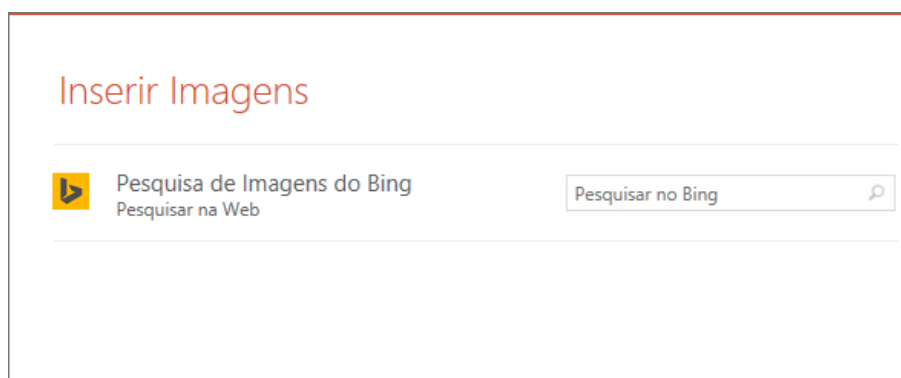 Inserir Imagens
Pesquisa de Imagens do Bing
Pesquisar na Web
Pesquisar no Bing